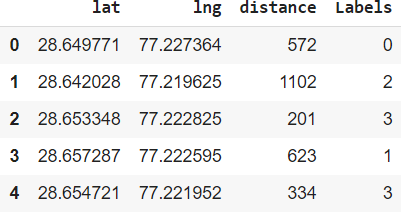 lat lng distance Labels
0 28.649771 77.227364 572 0
1 28.642028 77.219625 1102 2
2 28.653348 77.222825 201 3
3 28.657287 77.222595 623 1
4 28.654721 77.221952 334 3